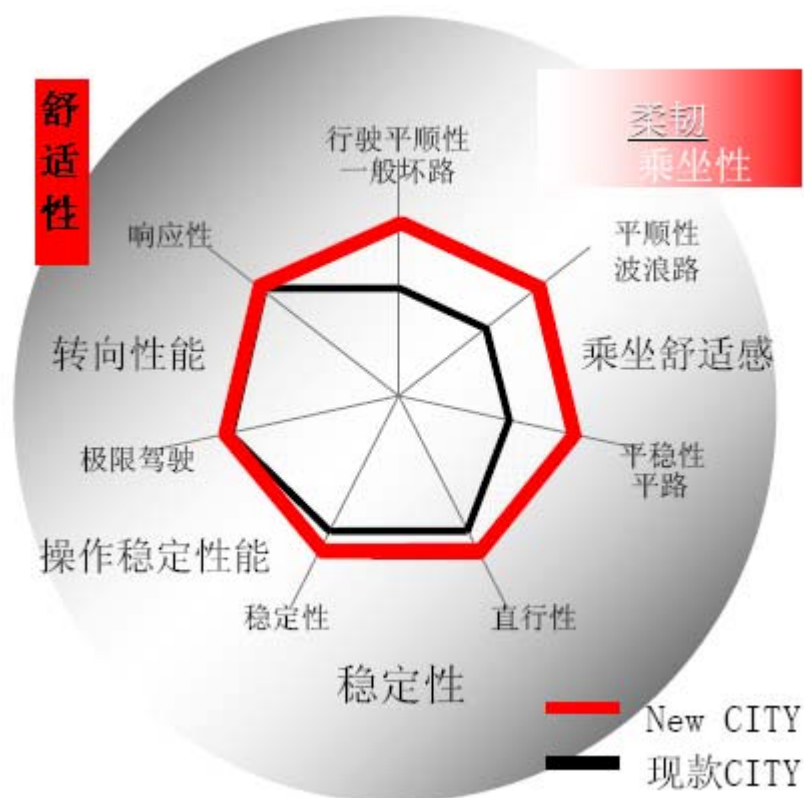 舒适性
柔韧
乘坐性
行驶平顺性
一般坏路
响应性
平顺性
波浪路
转向性能
乘坐舒适感
极限驾驶
平稳性
平路
操作稳定性能
稳定性
直行性
稳定性
New CITY
现款CITY